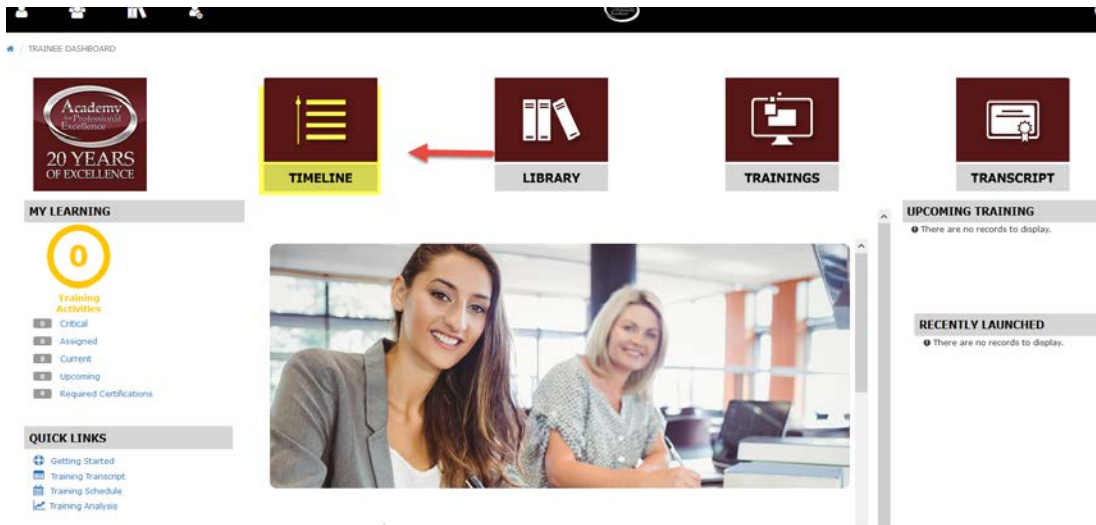 TRAINEE DASHBOARD
Academy
for Professional
Excellence
20 YEARS
OF EXCELLENCE
TIMELINE
LIBRARY
TRAININGS
TRANSCRIPT
MY LEARNING
0
Training
Activities
0 Critical
0 Assigned
0 Current
0 Upcoming
0 Required Certifications
QUICK LINKS
Getting Started
Training Transcript
Training Schedule
Training Analysis
UPCOMING TRAINING
There are no records to display.
RECENTLY LAUNCHED
There are no records to display.